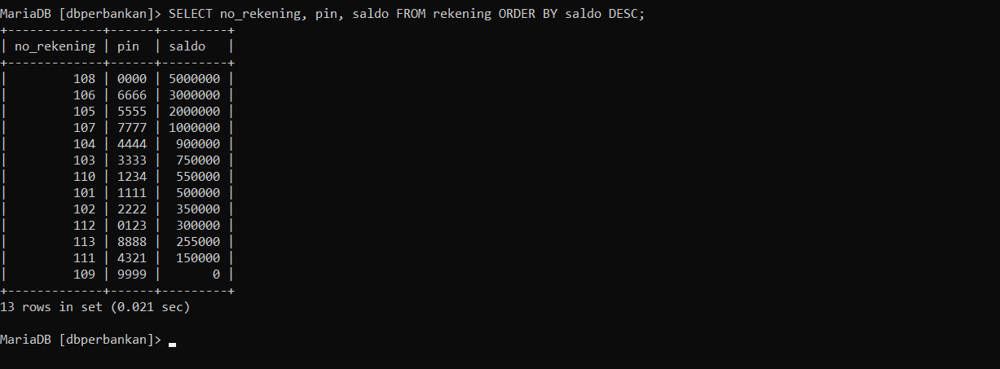 MariaDB [dbperbankan]> SELECT no_rekening, pin, saldo FROM rekening ORDER BY saldo DESC;
+-------------+------+---------+
| no_rekening | pin  | saldo   |
+-------------+------+---------+
|         108 | 0000 | 5000000 |
|         106 | 6666 | 3000000 |
|         105 | 5555 | 2000000 |
|         107 | 7777 | 1000000 |
|         104 | 4444 |  900000 |
|         103 | 3333 |  750000 |
|         110 | 1234 |  550000 |
|         101 | 1111 |  500000 |
|         102 | 2222 |  350000 |
|         112 | 0123 |  300000 |
|         113 | 8888 |  255000 |
|         111 | 4321 |  150000 |
|         109 | 9999 |       0 |
+-------------+------+---------+
13 rows in set (0.021 sec)
MariaDB [dbperbankan]>